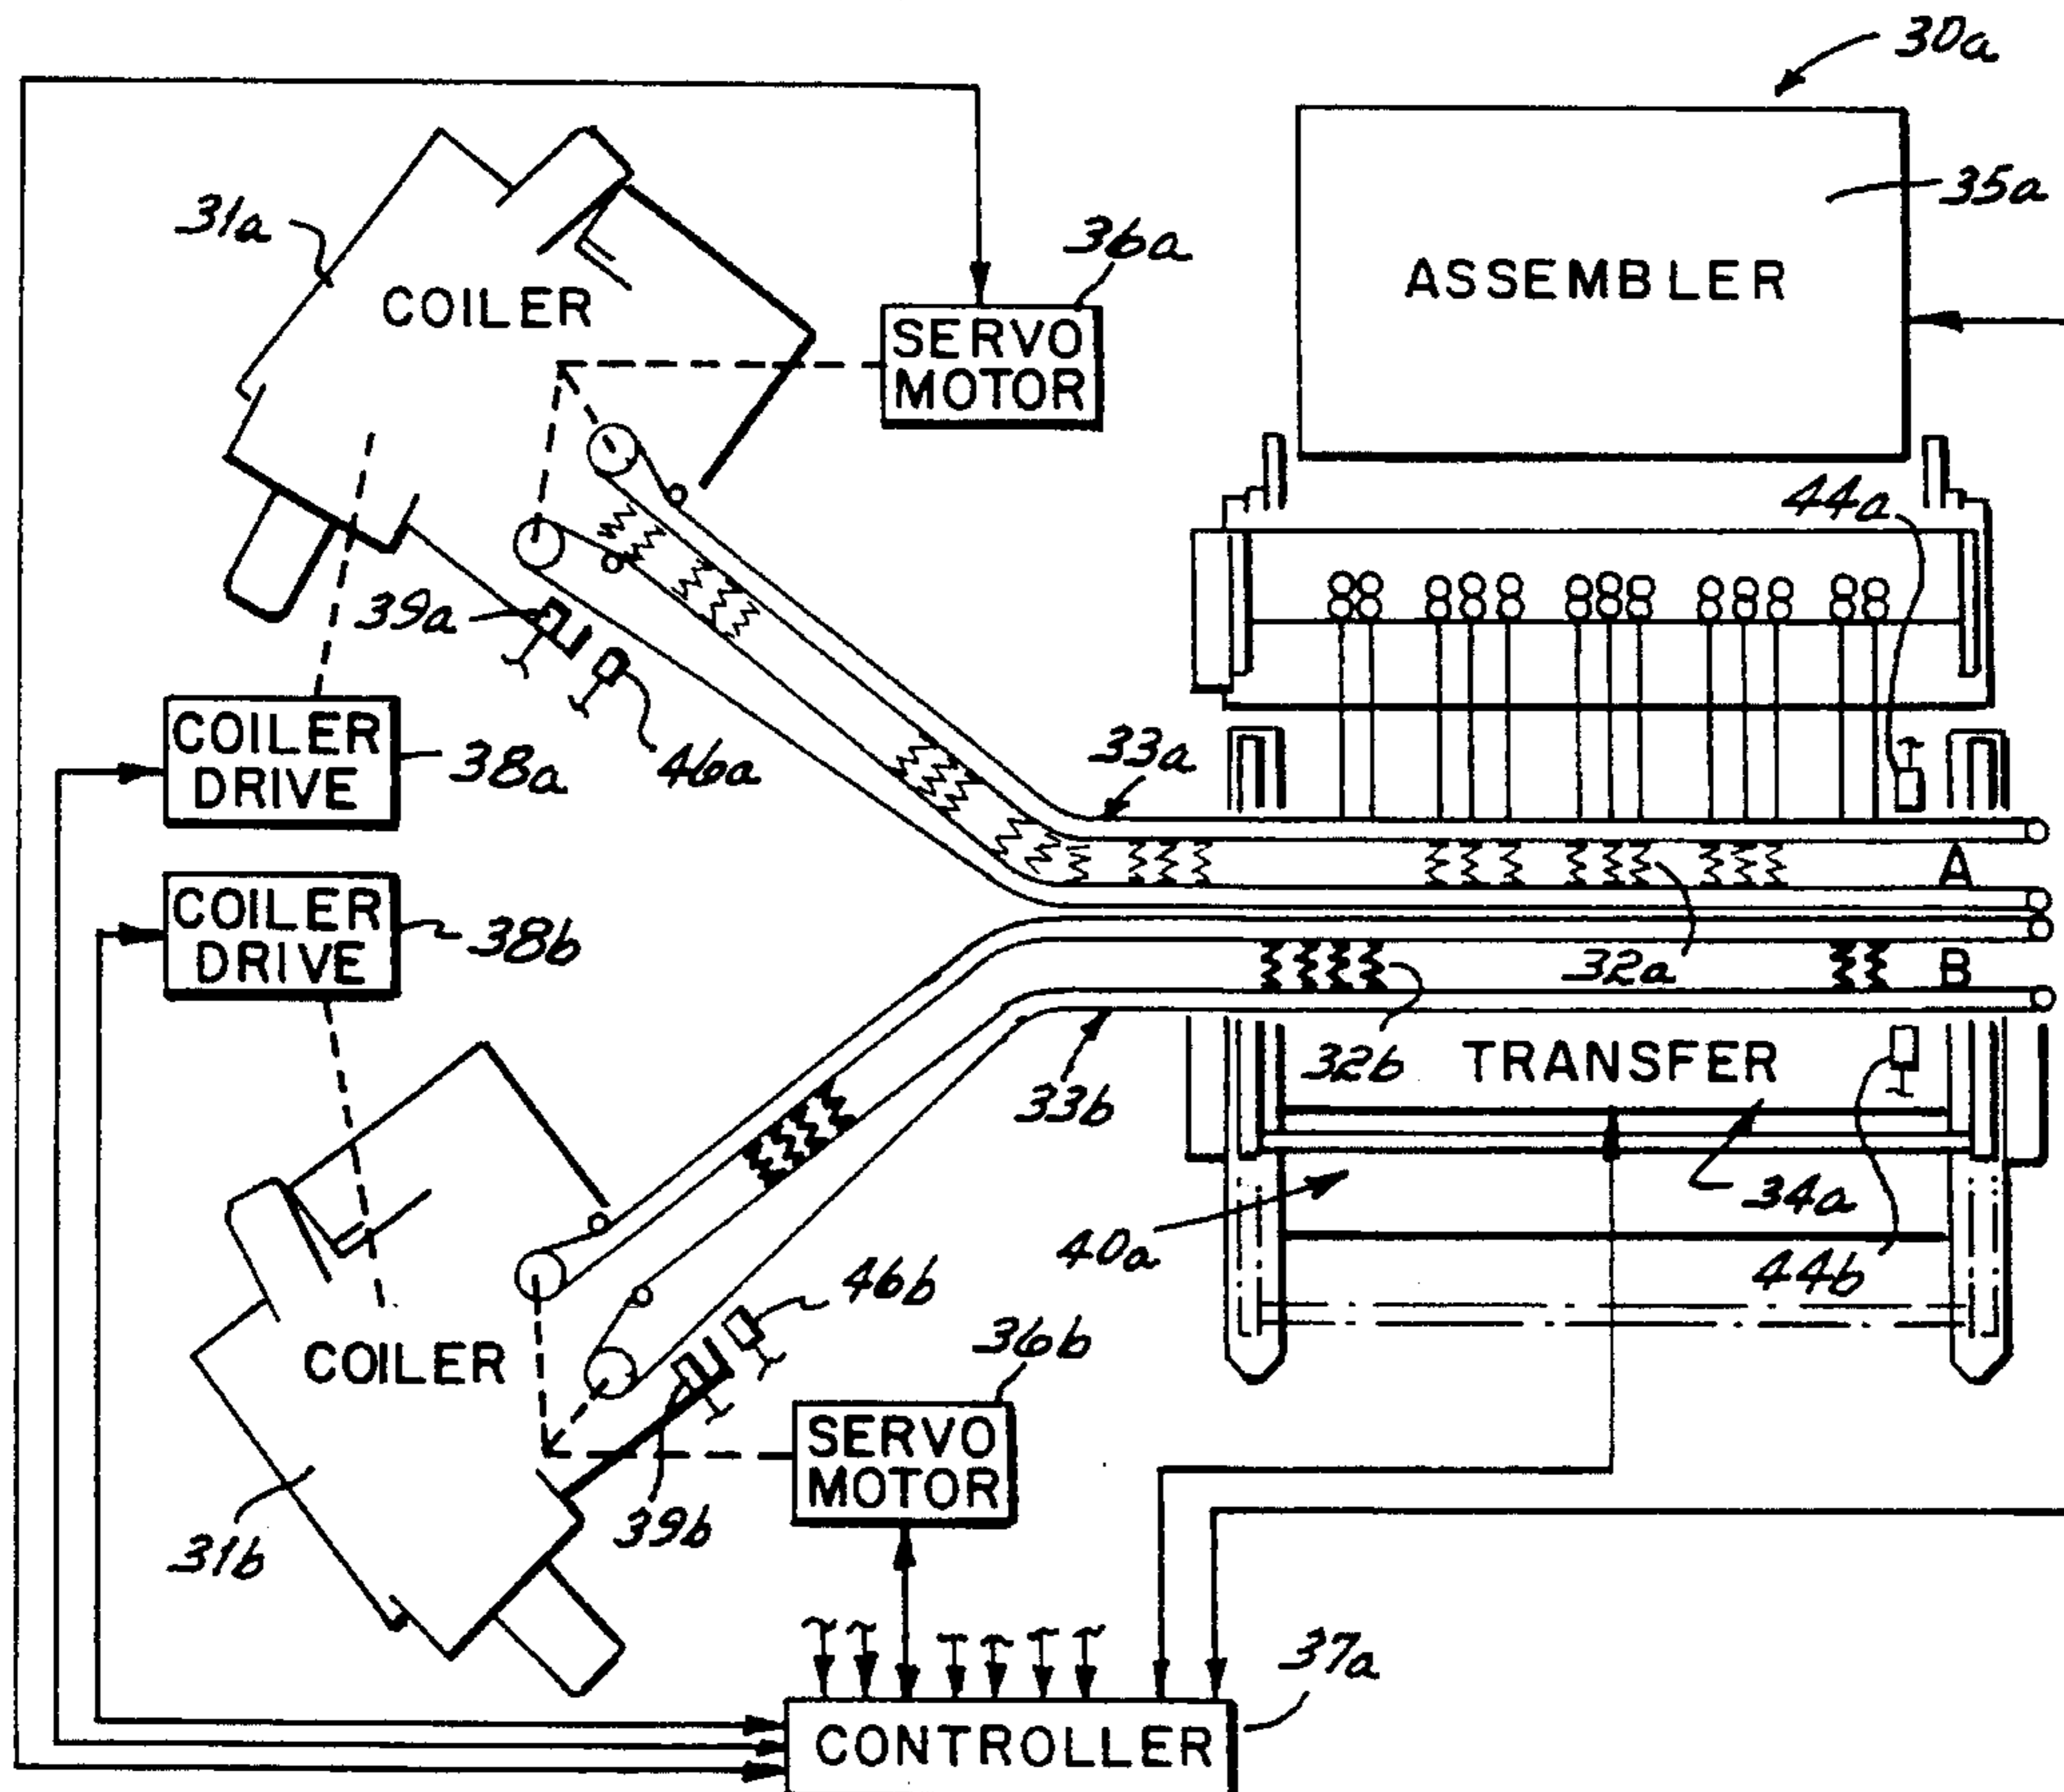 30a
35a
31a
36a
COILER
ASSEMBLER
SERVO
MOTOR
44a
39a
46a
33a
COILER
DRIVE
38a
A
COILER
DRIVE
38b
32a
B
32b
TRANSFER
33b
34a
40a
44b
46b
36b
COILER
SERVO
MOTOR
39b
31b
37a
CONTROLLER